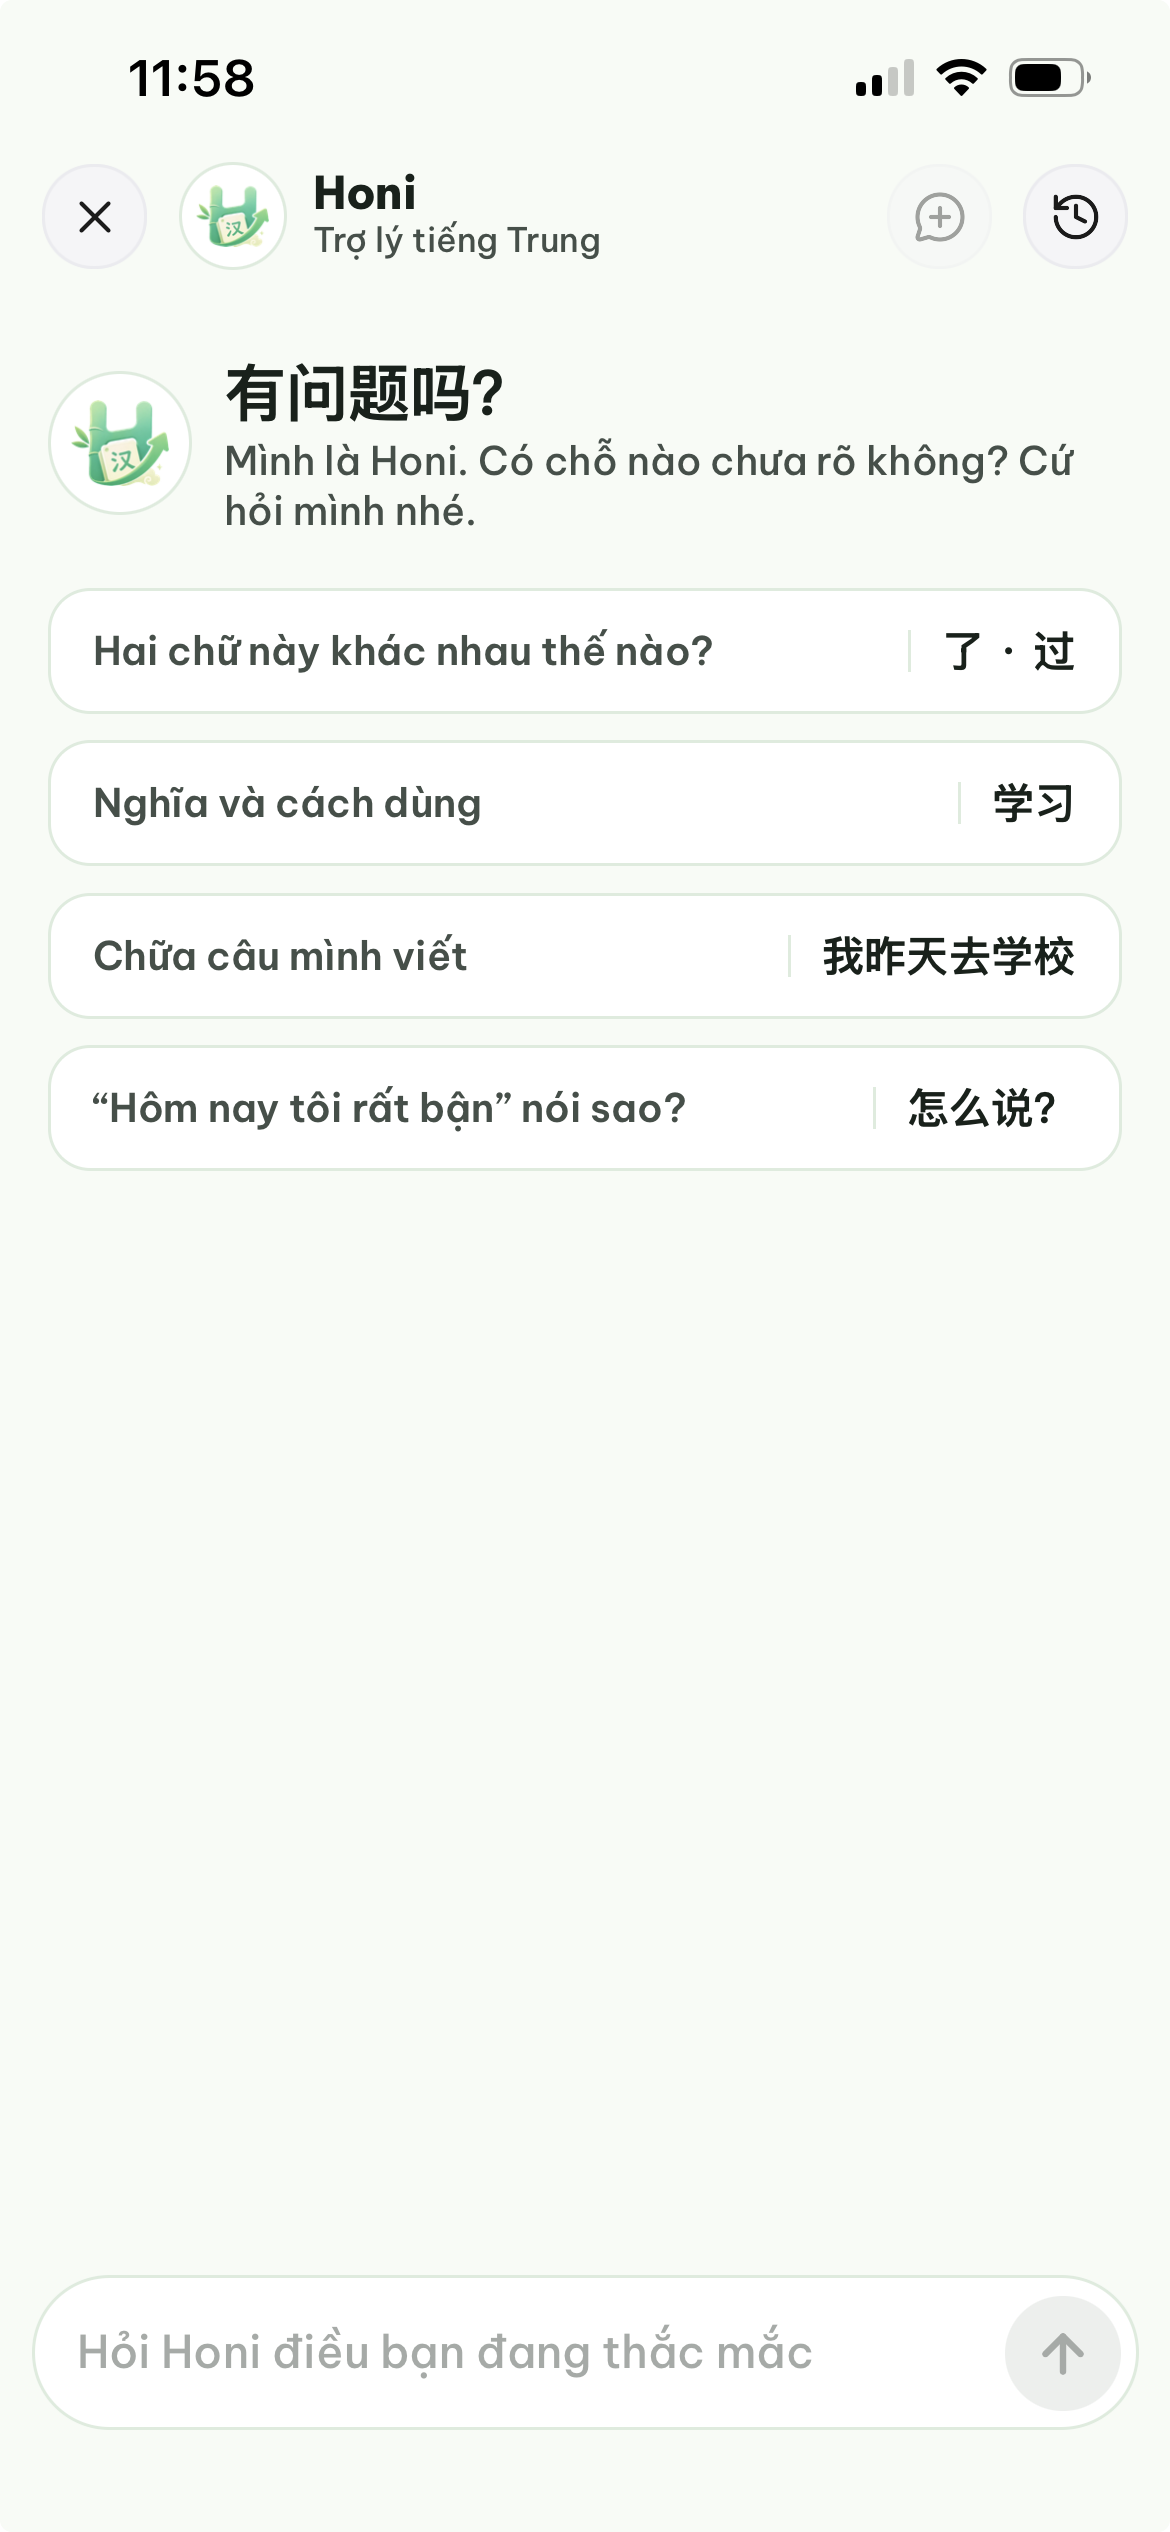 11:58
Honi
Trợ lý tiếng Trung
汉
有问题吗?
Mình là Honi. Có chỗ nào chưa rõ không? Cứ
hỏi mình nhé.
汉
Hai chữ này khác nhau thế nào? 了 · 过
Nghĩa và cách dùng 学习
Chữa câu mình viết 我昨天去学校
“Hôm nay tôi rất bận” nói sao? 怎么说?
Hỏi Honi điều bạn đang thắc mắc